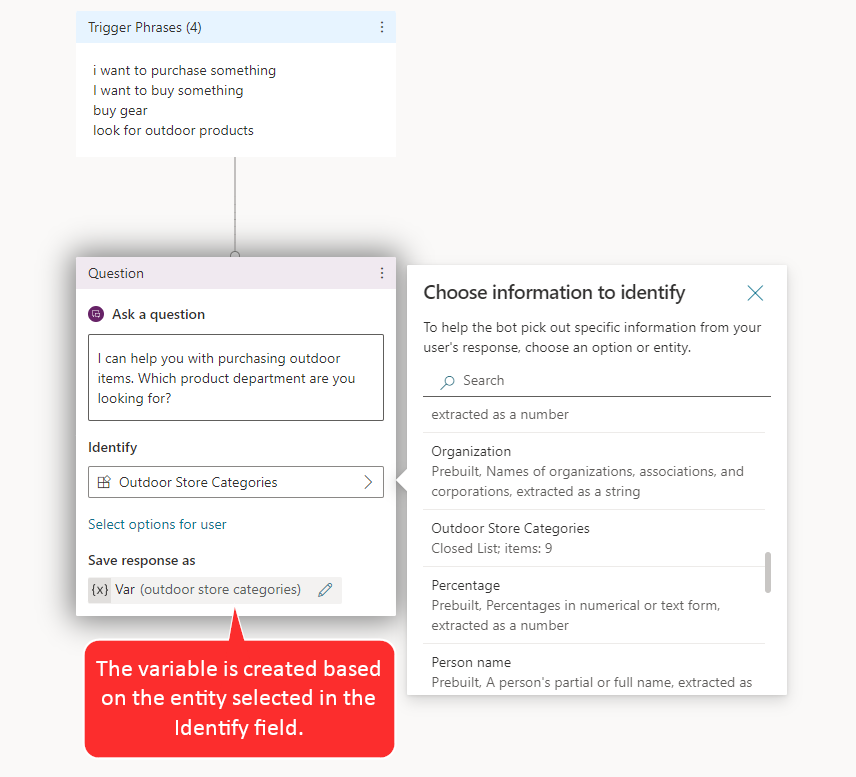 Trigger Phrases (4)
i want to purchase something
I want to buy something
buy gear
look for outdoor products
Question
Ask a question
I can help you with purchasing outdoor
items. Which product department are you
looking for?
Identify
Outdoor Store Categories
Select options for user
Save response as
{x} Var (outdoor store categories)
The variable is created based
on the entity selected in the
Identify field.
Choose information to identify
To help the bot pick out specific information from your
user's response, choose an option or entity.
Search
extracted as a number
Organization
Prebuilt, Names of organizations, associations, and
corporations, extracted as a string
Outdoor Store Categories
Closed List; items: 9
Percentage
Prebuilt, Percentages in numerical or text form,
extracted as a number
Person name
Prebuilt, A person's partial or full name, extracted as